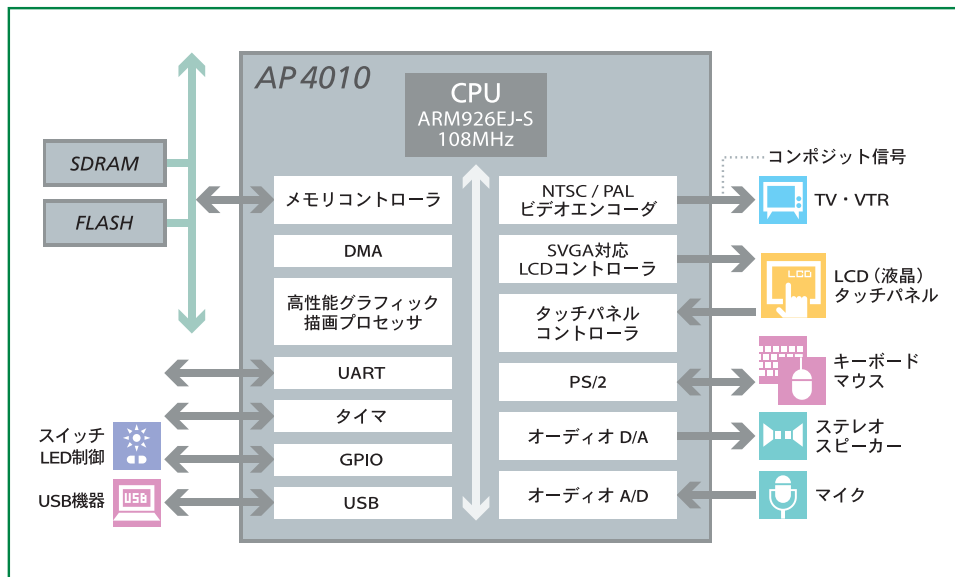 AP4010
CPU
ARM926EJ-S
108MHz
SDRAM
FLASH
メモリコントローラ
DMA
高性能グラフィック
描画プロセッサ
UART
タイマ
GPIO
USB
スイッチ
LED制御
USB機器
USB
NTSC / PAL
ビデオエンコーダ
SVGA対応
LCDコントローラ
タッチパネル
コントローラ
PS/2
オーディオ D/A
オーディオ A/D
コンポジット信号
TV・VTR
LCD
LCD（液晶）
タッチパネル
キーボード
マウス
ステレオ
スピーカー
マイク